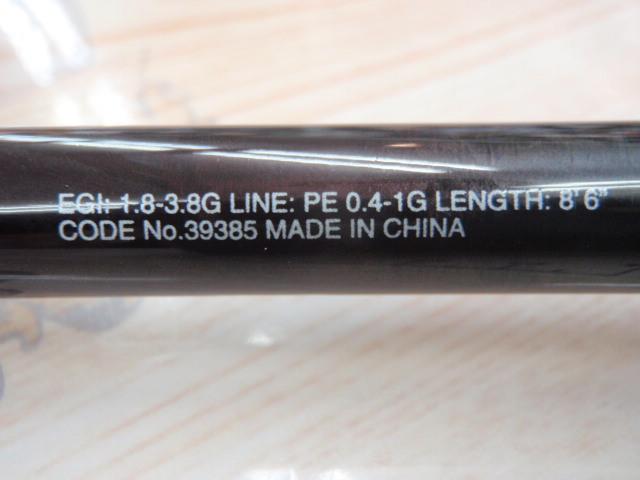 EGI: 1.8-3.8G LINE: PE 0.4-1G LENGTH: 8' 6"
CODE No.39385 MADE IN CHINA